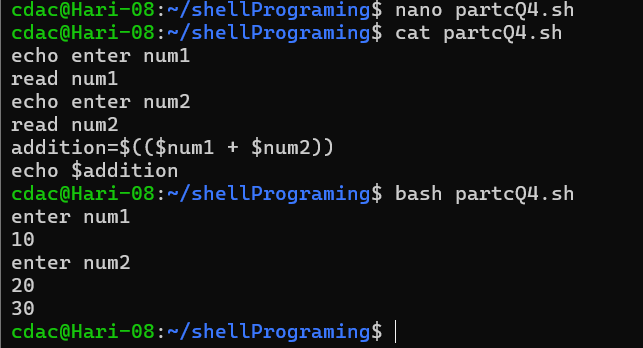 cdac@Hari-08:~/shellPrograming$ nano partcQ4.sh
cdac@Hari-08:~/shellPrograming$ cat partcQ4.sh
echo enter num1
read num1
echo enter num2
read num2
addition=$(($num1 + $num2))
echo $addition
cdac@Hari-08:~/shellPrograming$ bash partcQ4.sh
enter num1
10
enter num2
20
30
cdac@Hari-08:~/shellPrograming$